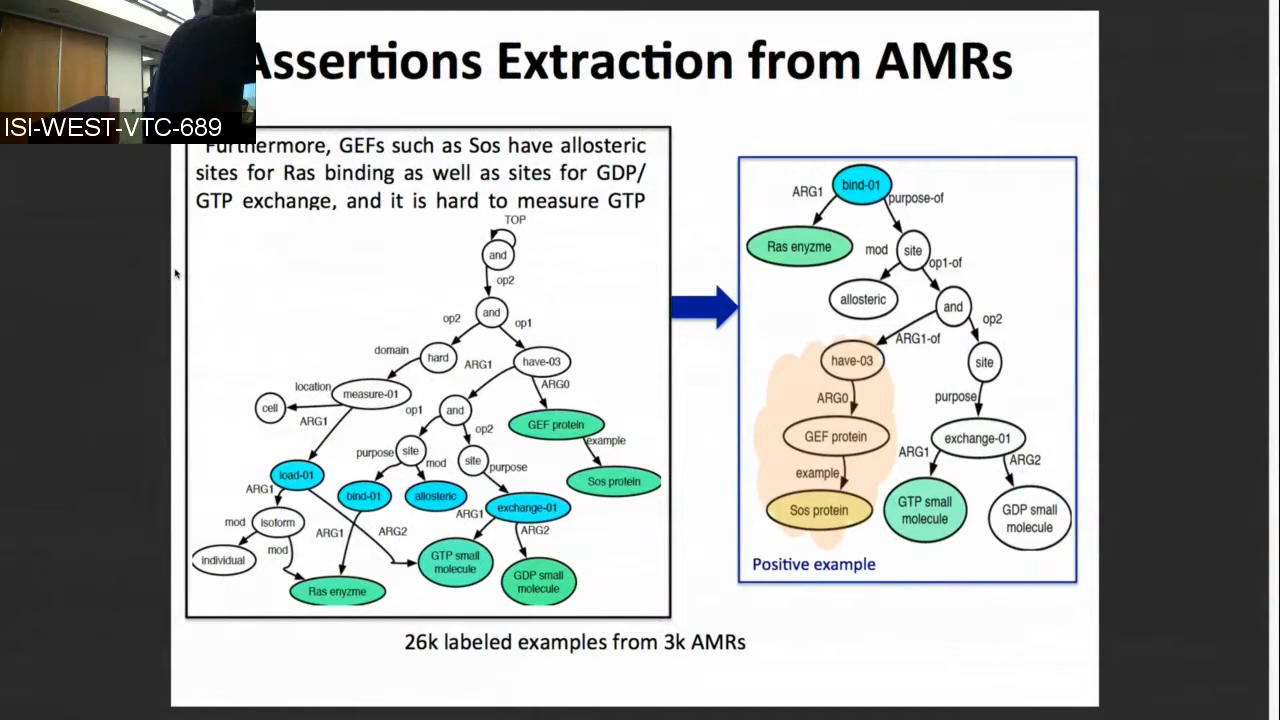 Assertions Extraction from AMRs
ISI-WEST-VTC-689
Furthermore, GEFs such as Sos have allosteric
sites for Ras binding as well as sites for GDP/
GTP exchange, and it is hard to measure GTP
TOP
and
op2
and
op2
op1
domain
hard
ARG1
have-03
location
measure-01
ARG0
cell
ARG1
op1
and
GEF protein
op2
example
purpose
site
mod
site
purpose
Sos protein
load-01
bind-01
allosteric
exchange-01
ARG1
mod
isoform
ARG1
ARG2
ARG1
ARG2
mod
individual
GTP small
molecule
GDP small
molecule
Ras enyzme
bind-01
ARG1
purpose-of
Ras enyzme
mod
site
op1-of
allosteric
and
op2
ARG1-of
have-03
site
ARG0
purpose
GEF protein
exchange-01
example
ARG1
ARG2
Sos protein
GTP small
molecule
GDP small
molecule
Positive example
26k labeled examples from 3k AMRs